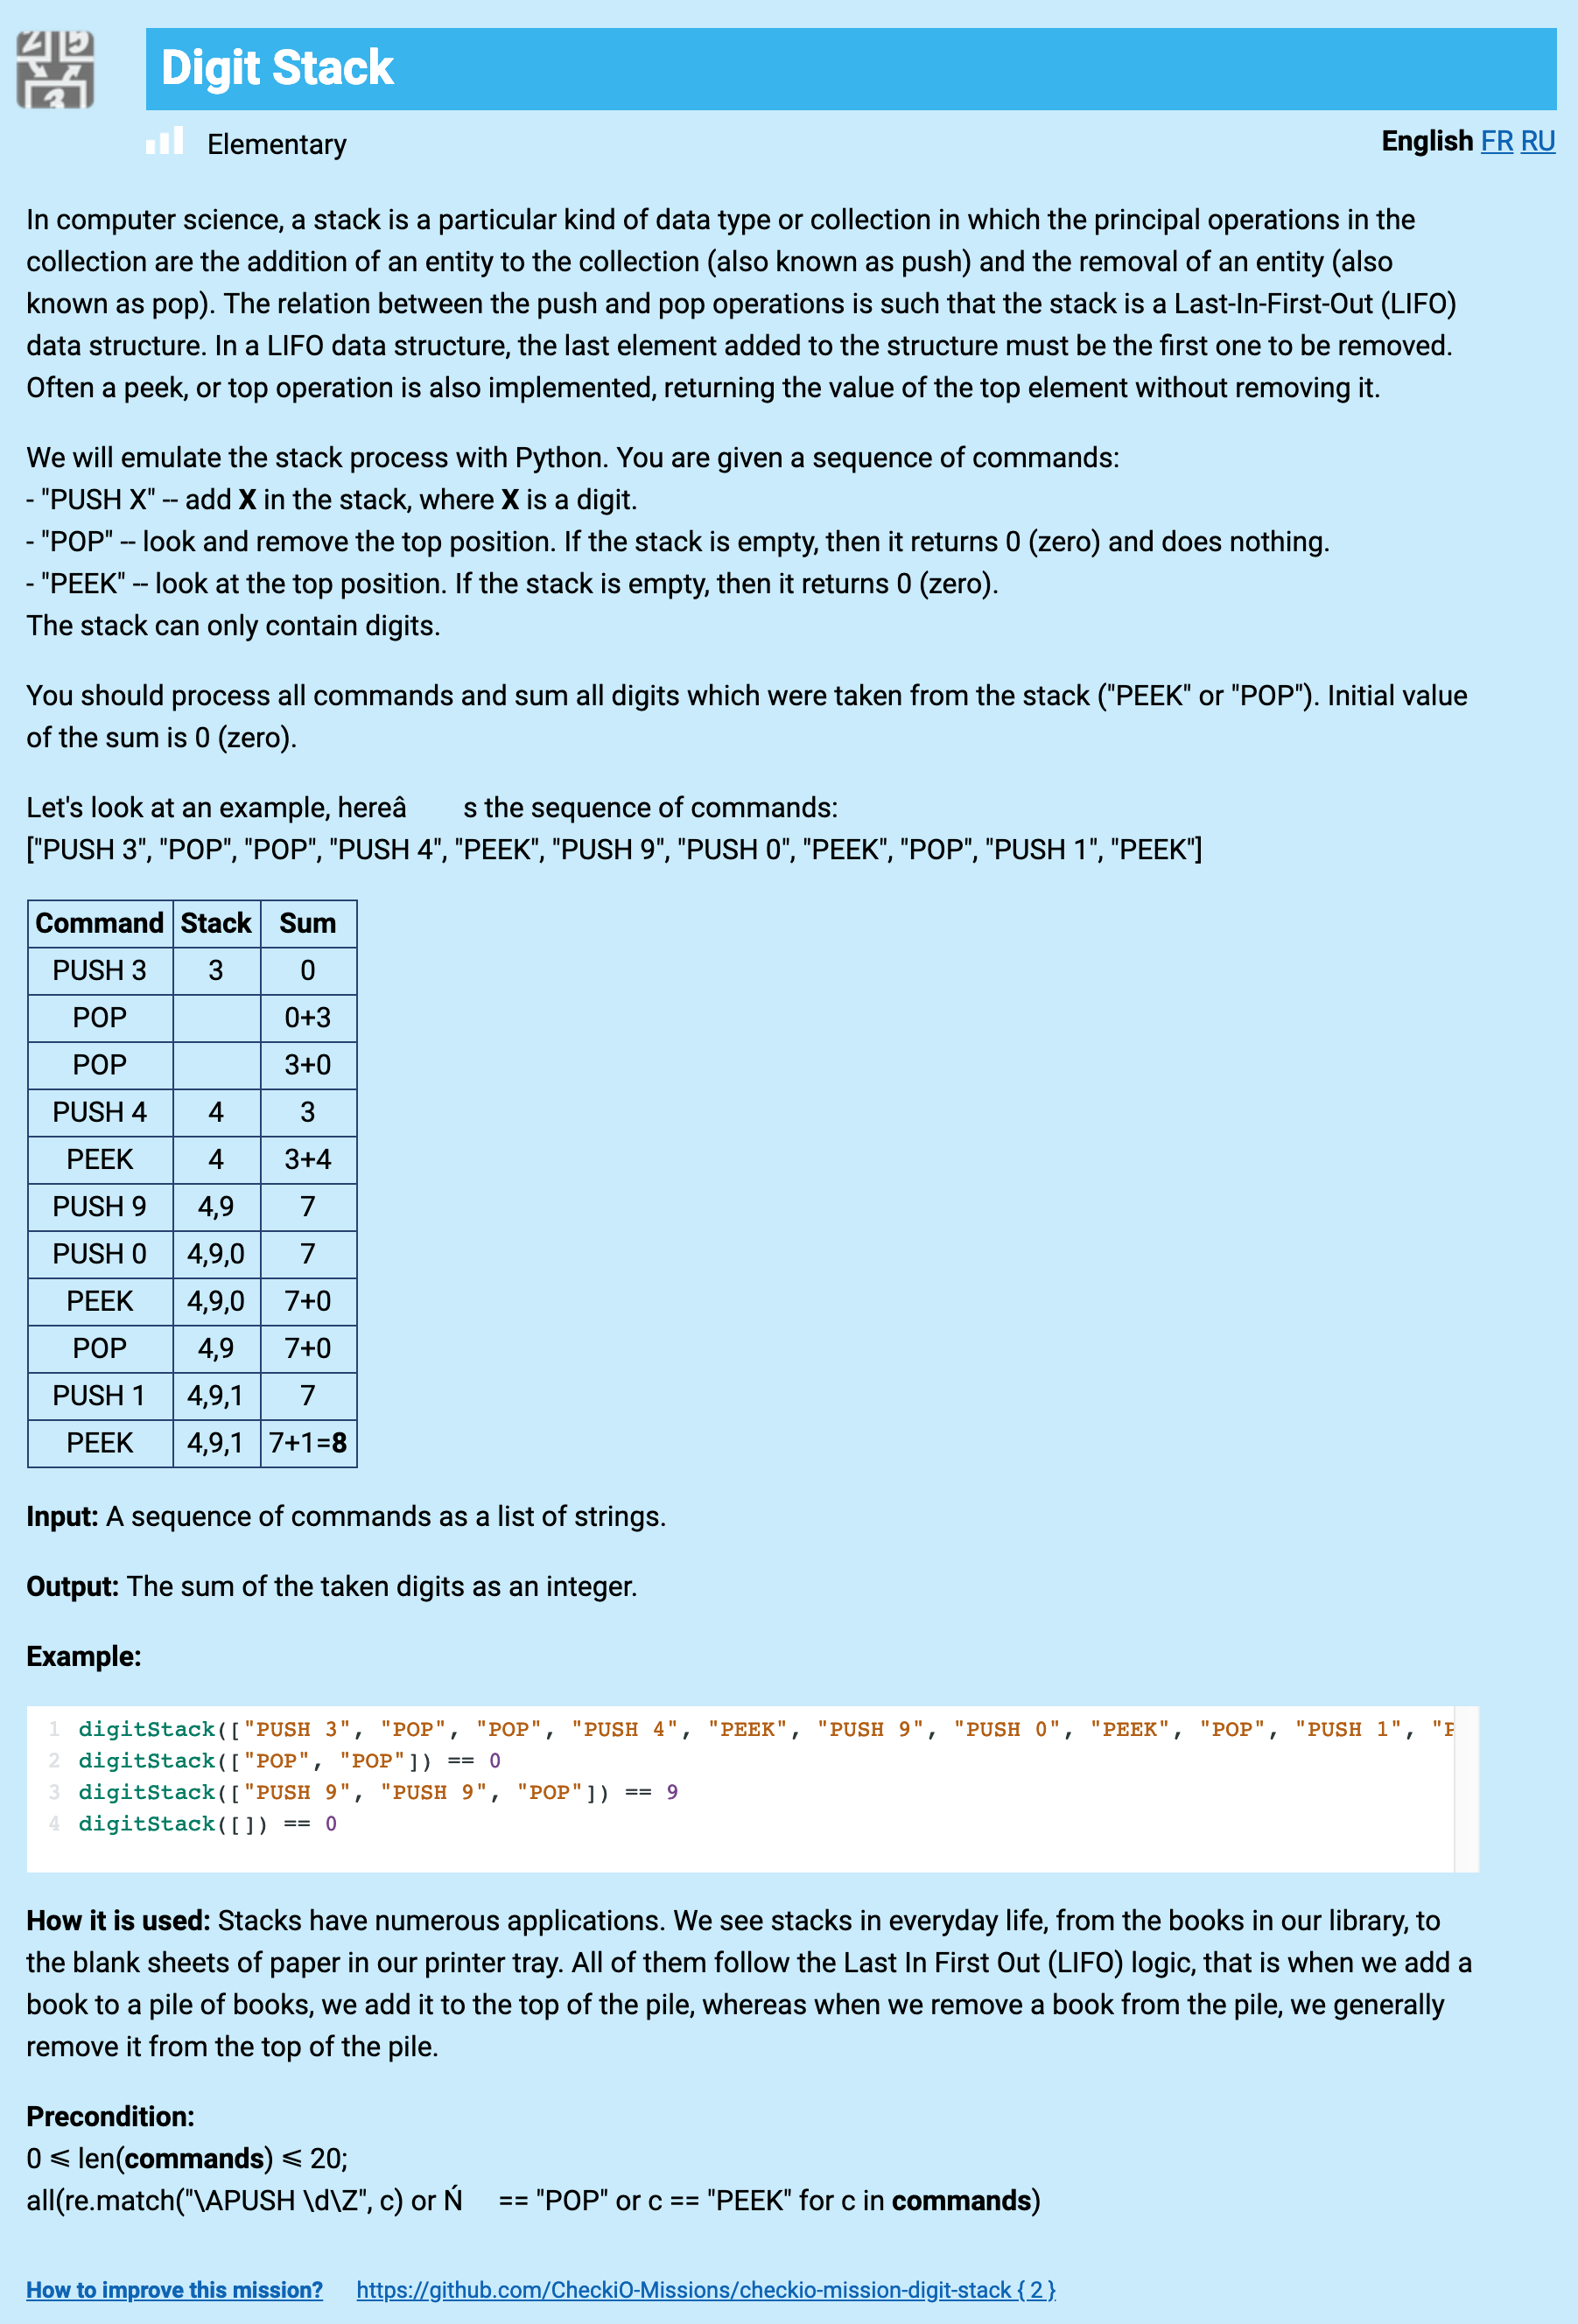 Digit Stack
Elementary
English FR RU
In computer science, a stack is a particular kind of data type or collection in which the principal operations in the
collection are the addition of an entity to the collection (also known as push) and the removal of an entity (also
known as pop). The relation between the push and pop operations is such that the stack is a Last-In-First-Out (LIFO)
data structure. In a LIFO data structure, the last element added to the structure must be the first one to be removed.
Often a peek, or top operation is also implemented, returning the value of the top element without removing it.
We will emulate the stack process with Python. You are given a sequence of commands:
- "PUSH X" -- add X in the stack, where X is a digit.
- "POP" -- look and remove the top position. If the stack is empty, then it returns 0 (zero) and does nothing.
- "PEEK" -- look at the top position. If the stack is empty, then it returns 0 (zero).
The stack can only contain digits.
You should process all commands and sum all digits which were taken from the stack ("PEEK" or "POP"). Initial value
of the sum is 0 (zero).
Let's look at an example, hereâ s the sequence of commands:
["PUSH 3", "POP", "POP", "PUSH 4", "PEEK", "PUSH 9", "PUSH 0", "PEEK", "POP", "PUSH 1", "PEEK"]
Command Stack Sum
PUSH 3 3 0
POP 0+3
POP 3+0
PUSH 4 4 3
PEEK 4 3+4
PUSH 9 4,9 7
PUSH 0 4,9,0 7
PEEK 4,9,0 7+0
POP 4,9 7+0
PUSH 1 4,9,1 7
PEEK 4,9,1 7+1=8
Input: A sequence of commands as a list of strings.
Output: The sum of the taken digits as an integer.
Example:
1 digitStack(["PUSH 3", "POP", "POP", "PUSH 4", "PEEK", "PUSH 9", "PUSH 0", "PEEK", "POP", "PUSH 1", "P
2 digitStack(["POP", "POP"]) == 0
3 digitStack(["PUSH 9", "PUSH 9", "POP"]) == 9
4 digitStack([]) == 0
How it is used: Stacks have numerous applications. We see stacks in everyday life, from the books in our library, to
the blank sheets of paper in our printer tray. All of them follow the Last In First Out (LIFO) logic, that is when we add a
book to a pile of books, we add it to the top of the pile, whereas when we remove a book from the pile, we generally
remove it from the top of the pile.
Precondition:
0 ⩽ len(commands) ⩽ 20;
all(re.match("\APUSH \d\Z", c) or Ń == "POP" or c == "PEEK" for c in commands)
How to improve this mission? https://github.com/CheckiO-Missions/checkio-mission-digit-stack { 2 }